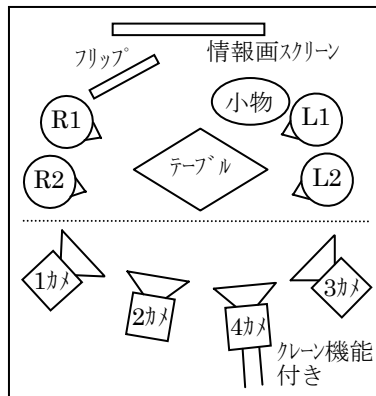 ﾌﾘｯﾌﾟ
情報画ｽｸﾘｰﾝ
小物
R1
L1
R2
ﾃｰﾌﾞﾙ
L2
1ｶﾒ
2ｶﾒ
4ｶﾒ
3ｶﾒ
ｸﾚｰﾝ機能
付き